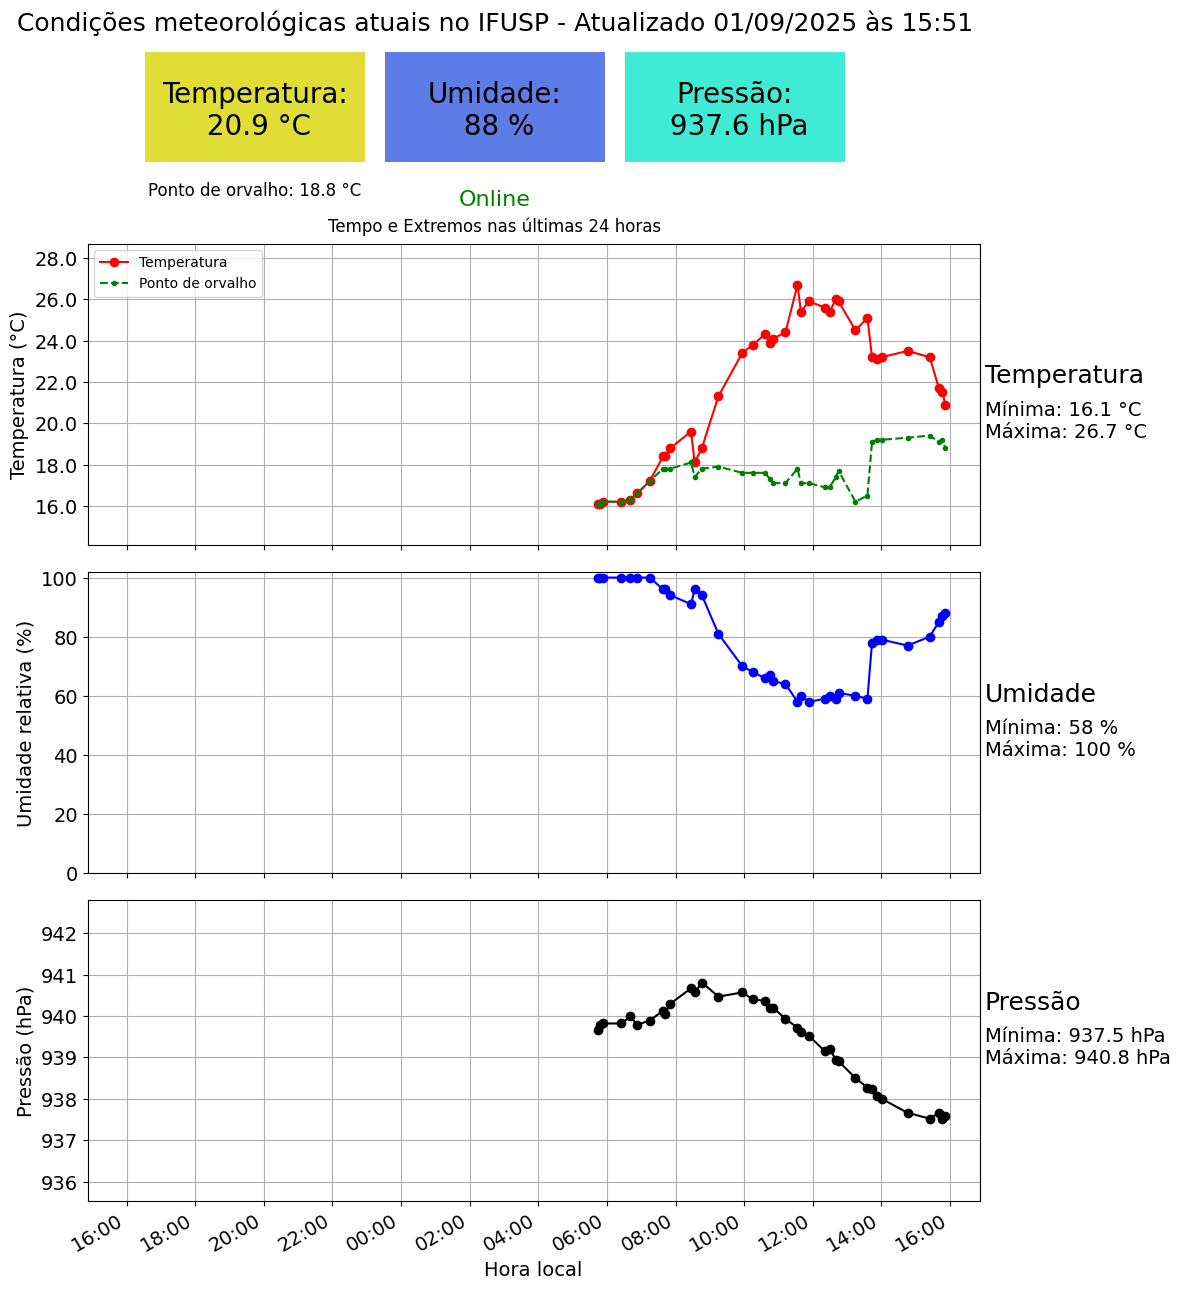 Condições meteorológicas atuais no IFUSP - Atualizado 01/09/2025 às 15:51
Temperatura:
20.9 °C
Umidade:
88 %
Pressão:
937.6 hPa
Ponto de orvalho: 18.8 °C
Online
Tempo e Extremos nas últimas 24 horas
Temperatura
Ponto de orvalho
Temperatura (°C)
28.0
26.0
24.0
22.0
20.0
18.0
16.0
Temperatura
Mínima: 16.1 °C
Máxima: 26.7 °C
Umidade relativa (%)
100
80
60
40
20
0
Umidade
Mínima: 58 %
Máxima: 100 %
Pressão (hPa)
942
941
940
939
938
937
936
Pressão
Mínima: 937.5 hPa
Máxima: 940.8 hPa
16:00 18:00 20:00 22:00 00:00 02:00 04:00 06:00 08:00 10:00 12:00 14:00 16:00
Hora local